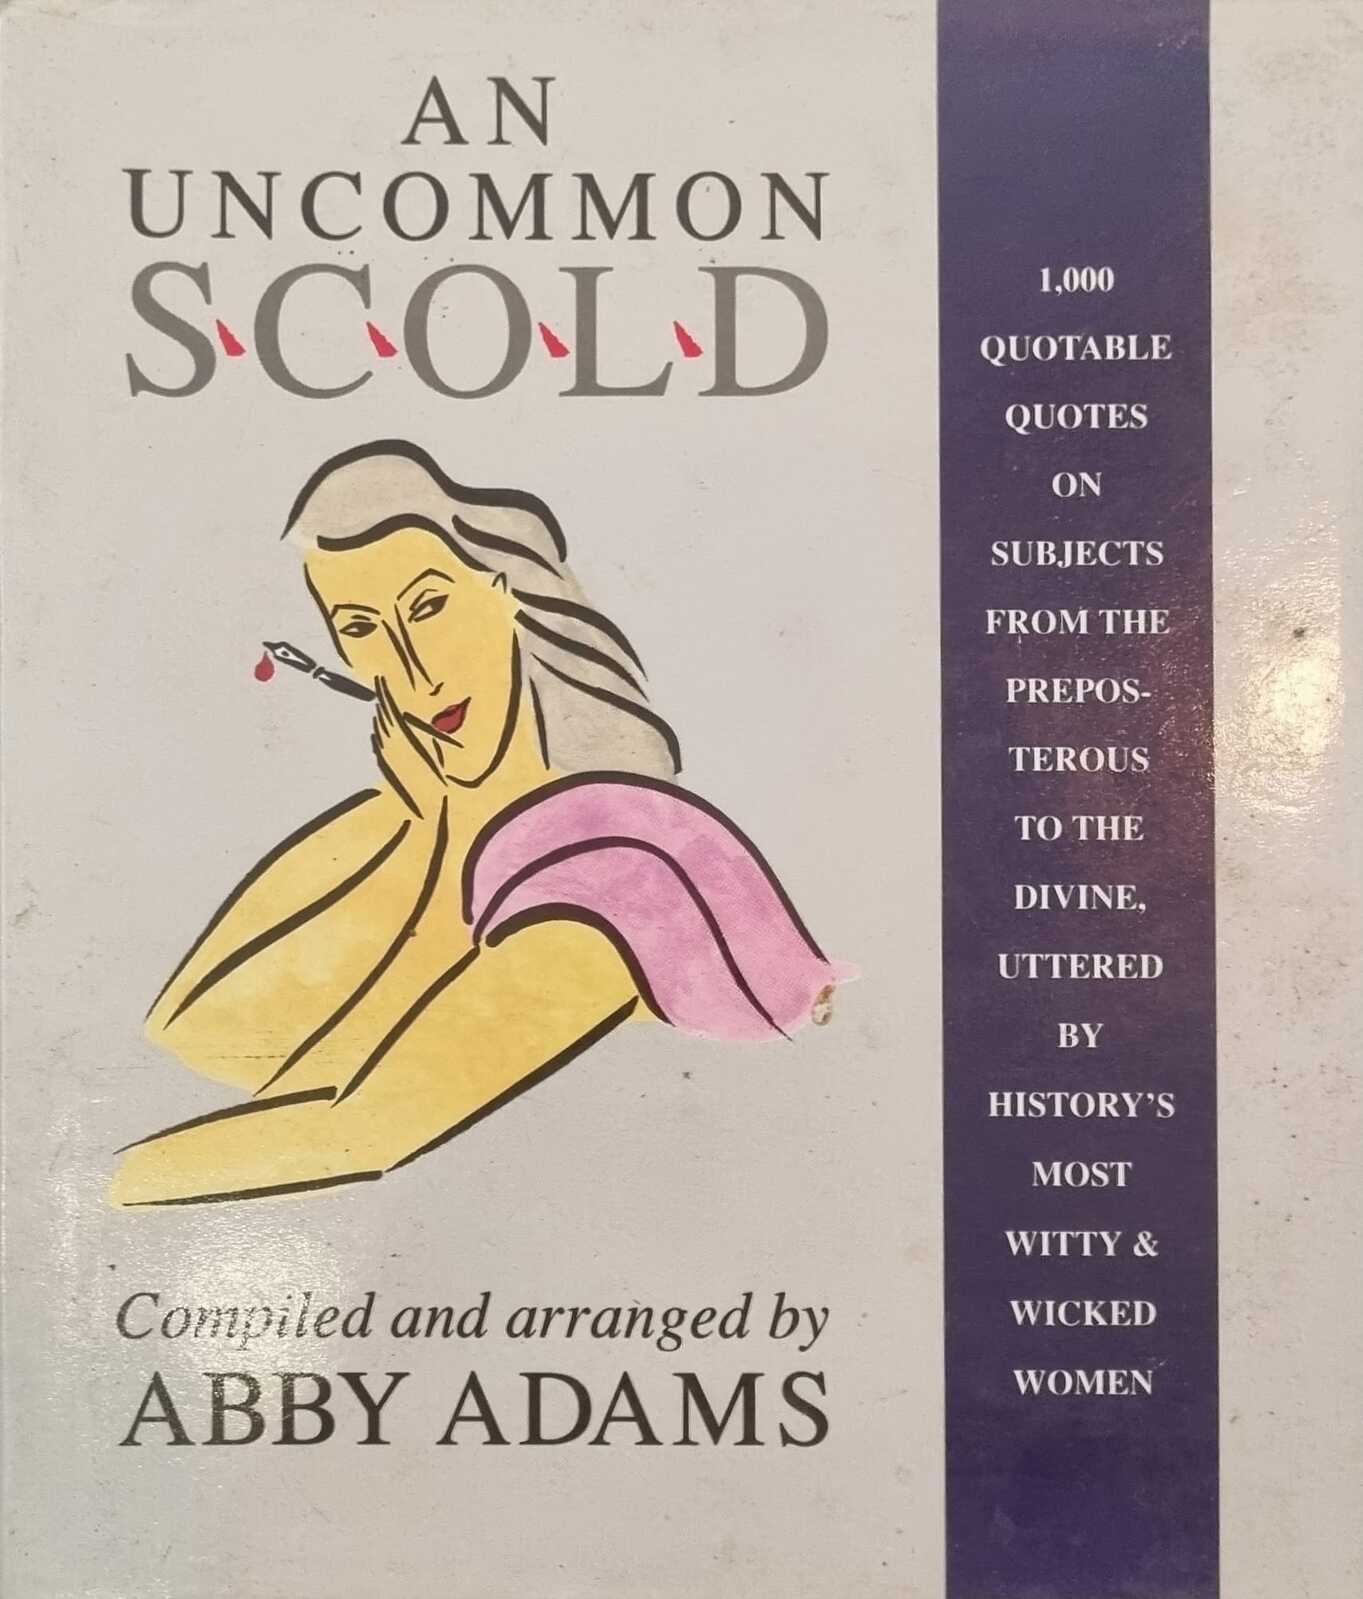 AN
UNCOMMON
SCOLD
Compiled and arranged by
ABBY ADAMS
1,000
QUOTABLE
QUOTES
ON
SUBJECTS
FROM THE
PREPOS-
TEROUS
TO THE
DIVINE,
UTTERED
BY
HISTORY'S
MOST
WITTY &
WICKED
WOMEN